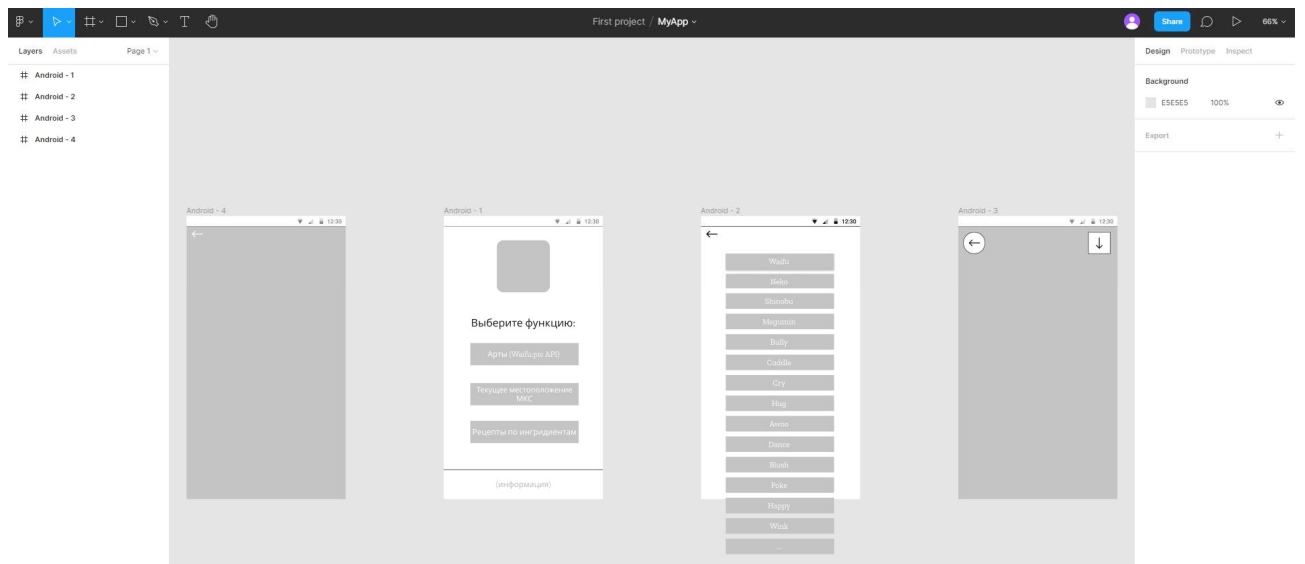 First project / MyApp
Share
66%
Layers
Assets
Page 1
Android - 1
Android - 2
Android - 3
Android - 4
Design
Prototype
Inspect
Background
E5E5E5
100%
Export
Android - 4
12:30
Android - 1
12:30
Выберите функцию:
Арты (Waifu.pics API)
Текущее местоположение
МКС
Рецепты по ингридиентам
(информация)
Android - 2
12:30
Waifu
Neko
Shinobu
Megumin
Bully
Cuddle
Cry
Hug
Awoo
Dance
Blush
Poke
Happy
Wink
...
Android - 3
12:30